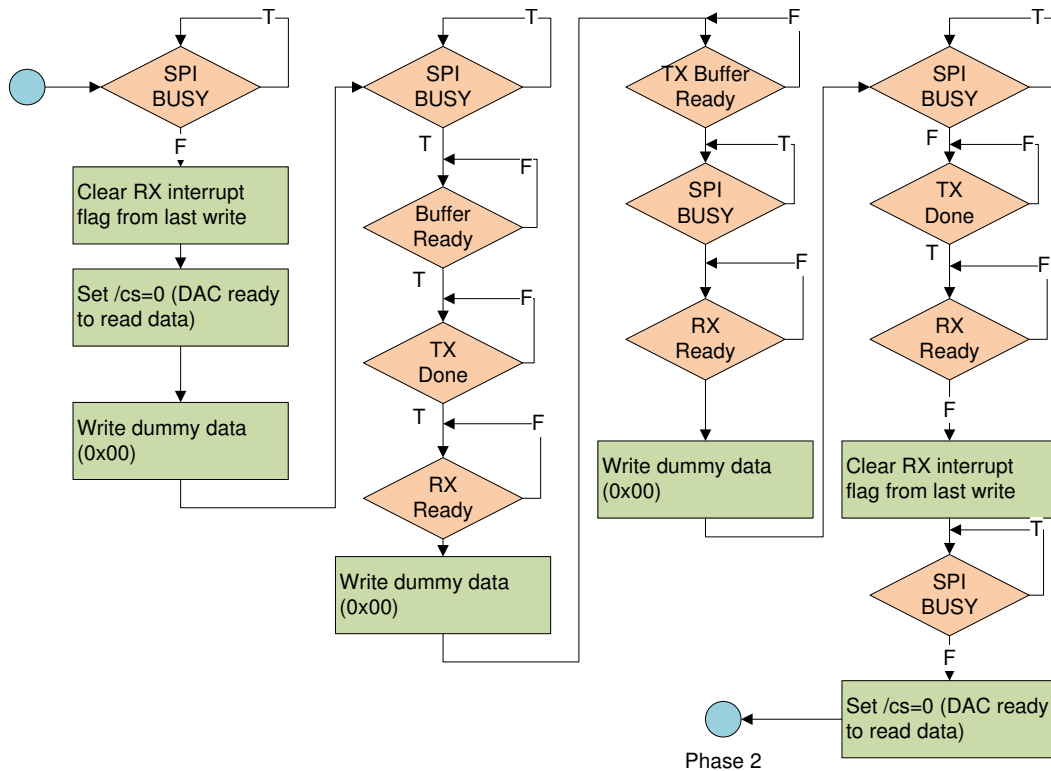 T
SPI
BUSY
F
Clear RX interrupt
flag from last write
Set /cs=0 (DAC ready
to read data)
Write dummy data
(0x00)
T
SPI
BUSY
T
F
Buffer
Ready
T
F
TX
Done
T
F
RX
Ready
Write dummy data
(0x00)
F
TX Buffer
Ready
T
SPI
BUSY
F
RX
Ready
Write dummy data
(0x00)
T
SPI
BUSY
F
F
TX
Done
T
F
RX
Ready
F
Clear RX interrupt
flag from last write
T
SPI
BUSY
F
Set /cs=0 (DAC ready
to read data)
Phase 2